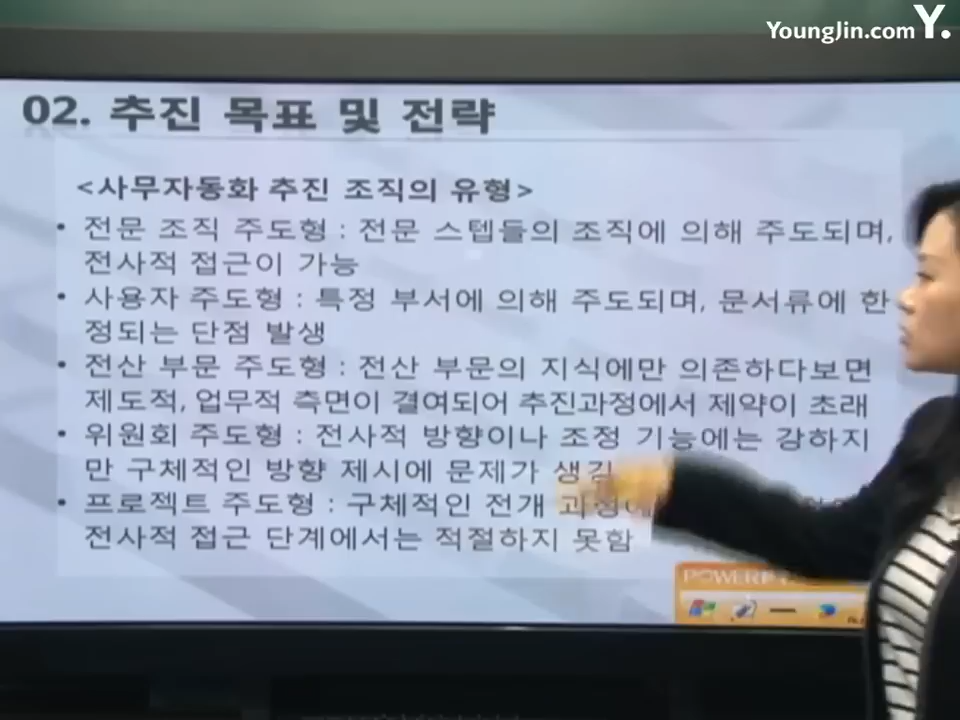 YoungJin.com Y.
02. 추진 목표 및 전략
<사무자동화 추진 조직의 유형>
• 전문 조직 주도형 : 전문 스텝들의 조직에 의해 주도되며,
전사적 접근이 가능
• 사용자 주도형 : 특정 부서에 의해 주도되며, 문서류에 한
정되는 단점 발생
• 전산 부문 주도형 : 전산 부문의 지식에만 의존하다보면
제도적, 업무적 측면이 결여되어 추진과정에서 제약이 초래
• 위원회 주도형 : 전사적 방향이나 조정 기능에는 강하지
만 구체적인 방향 제시에 문제가 생김
• 프로젝트 주도형 : 구체적인 전개 과정에
전사적 접근 단계에서는 적절하지 못함